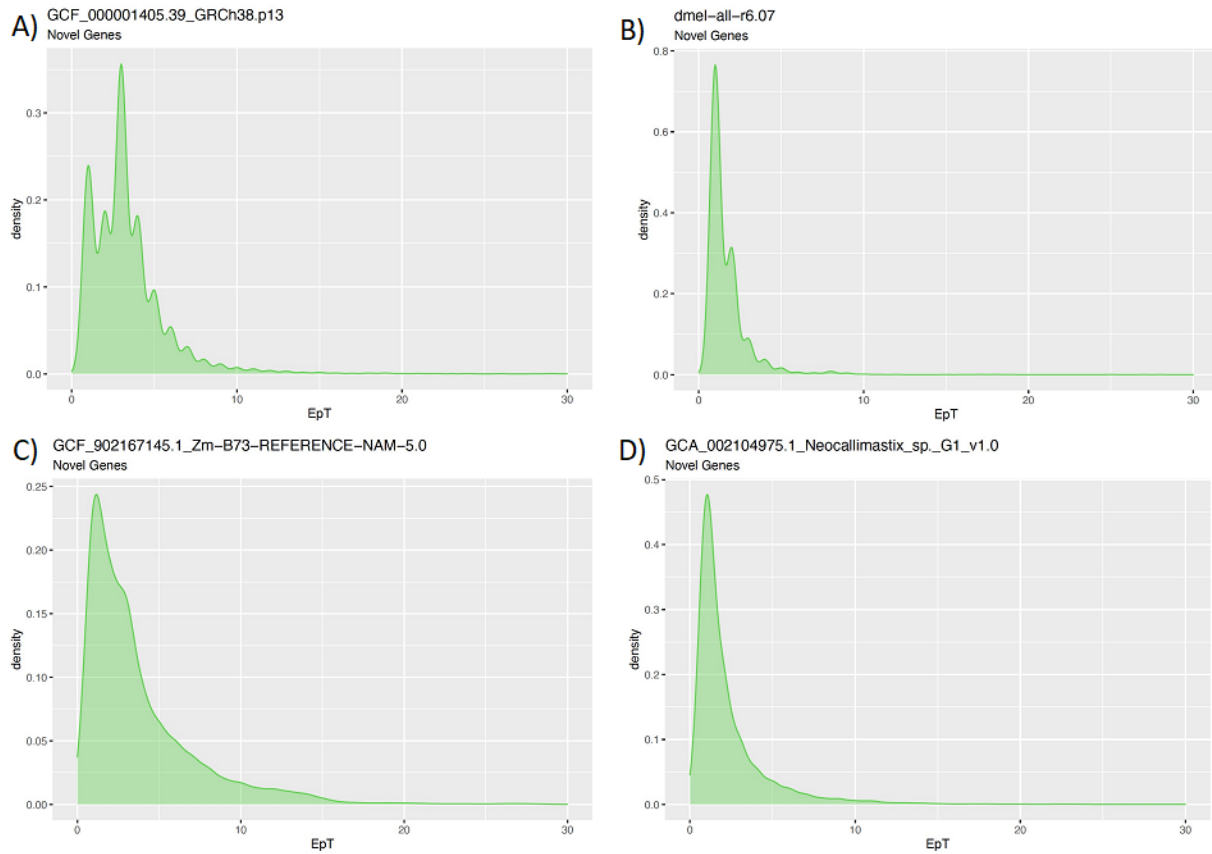 A)
GCF_000001405.39_GRCh38.p13
Novel Genes
0.3
0.2
0.1
0.0
density
0 10 20 30
EpT
B)
dmel-all-r6.07
Novel Genes
0.8
0.6
0.4
0.2
0.0
density
0 10 20 30
EpT
C)
GCF_902167145.1_Zm-B73-REFERENCE-NAM-5.0
Novel Genes
0.25
0.20
0.15
0.10
0.05
0.00
density
0 10 20 30
EpT
D)
GCA_002104975.1_Neocallimastix_sp._G1_v1.0
Novel Genes
0.5
0.4
0.3
0.2
0.1
0.0
density
0 10 20 30
EpT